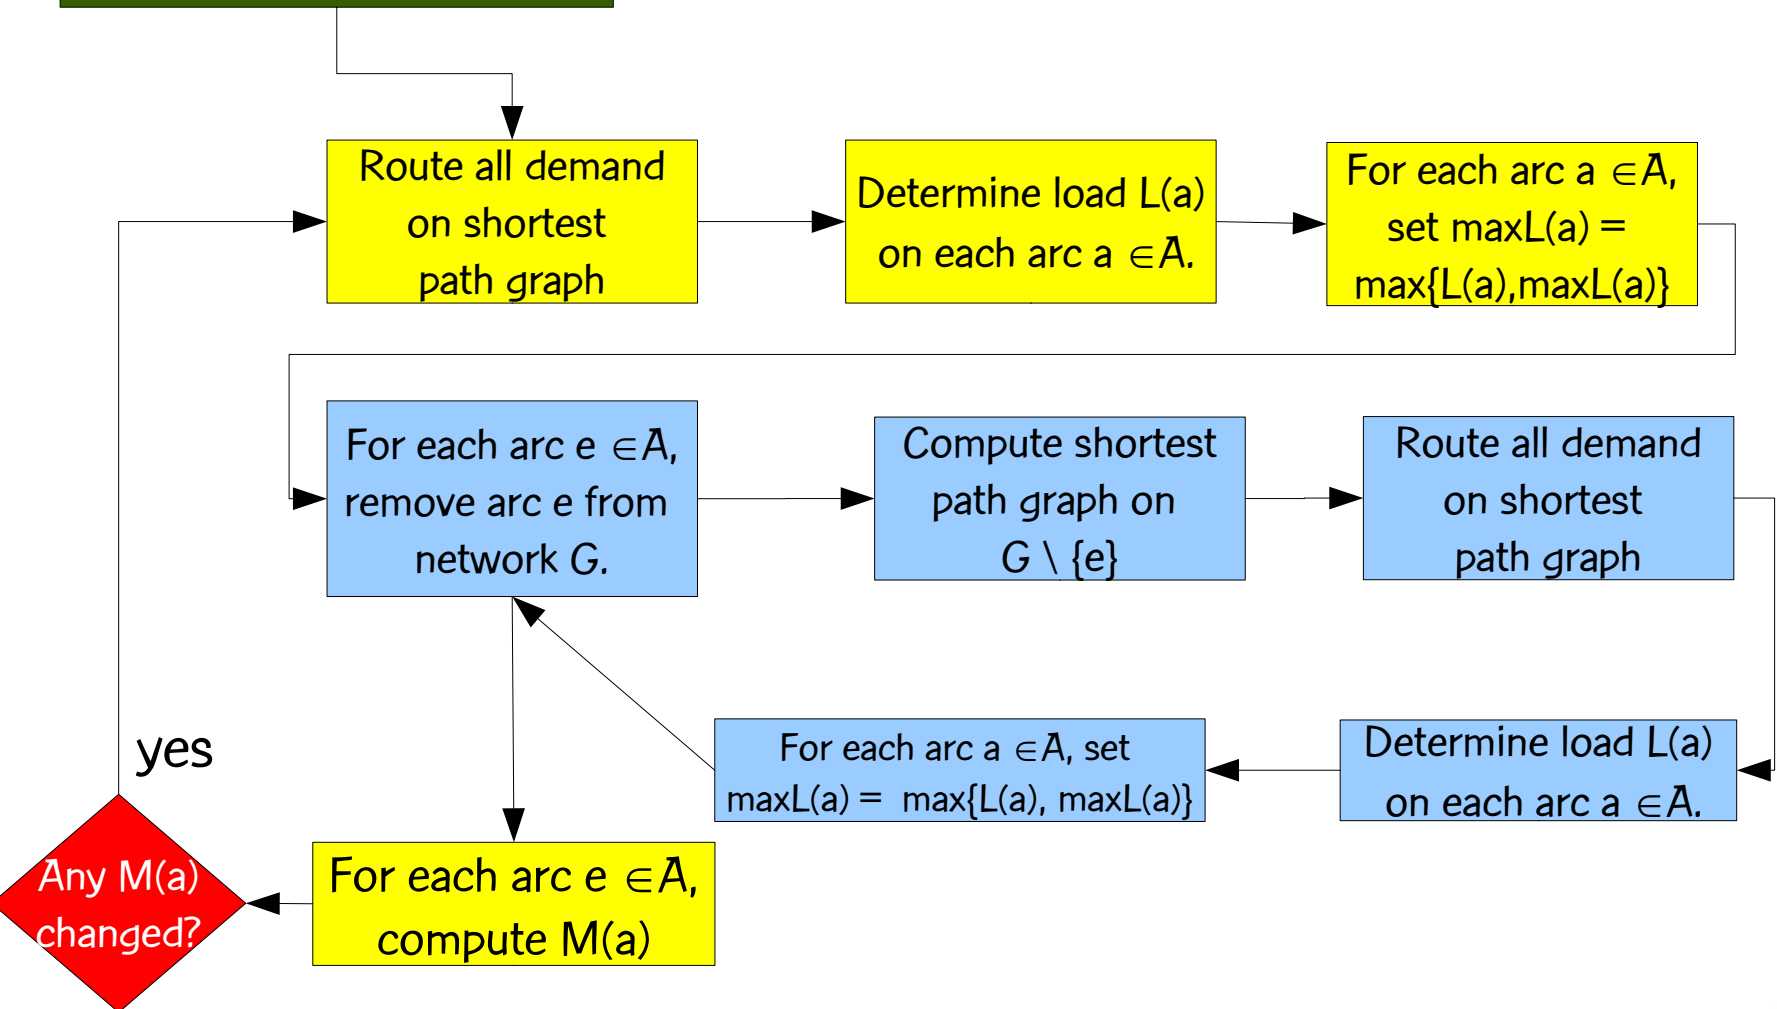 Route all demand
on shortest
path graph
Determine load L(a)
on each arc a ∈A.
For each arc a ∈A,
set maxL(a) =
max{L(a),maxL(a)}
For each arc e ∈A,
remove arc e from
network G.
Compute shortest
path graph on
G \ {e}
Route all demand
on shortest
path graph
Determine load L(a)
on each arc a ∈A.
For each arc a ∈A, set
maxL(a) = max{L(a), maxL(a)}
For each arc e ∈A,
compute M(a)
Any M(a)
changed?
yes